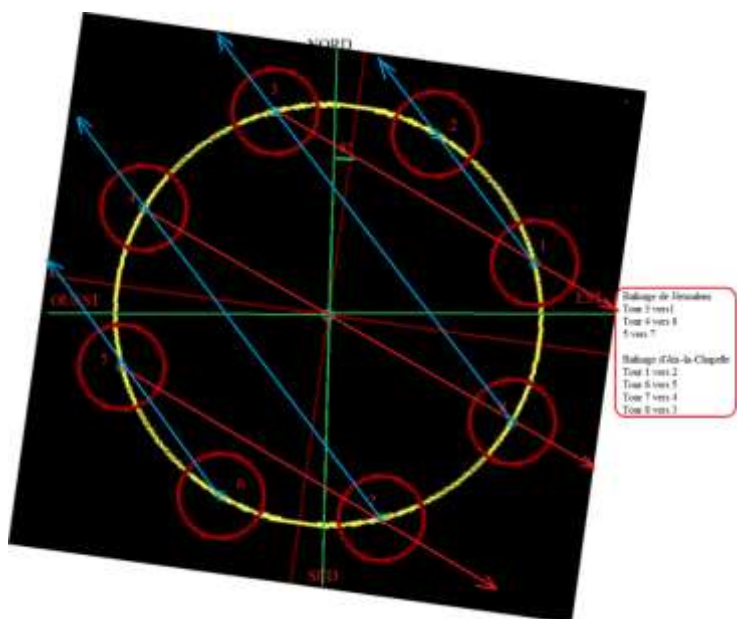 NORD
3
2
1
OUEST
EST
Balisage de Jérusalem
Tour 3 vers1
Tour 4 vers 8
5 vers 7
Balisage d'Aix-la-Chapelle
Tour 1 vers 2
Tour 6 vers 5
Tour 7 vers 4
Tour 8 vers 3
5
6
7
SUD